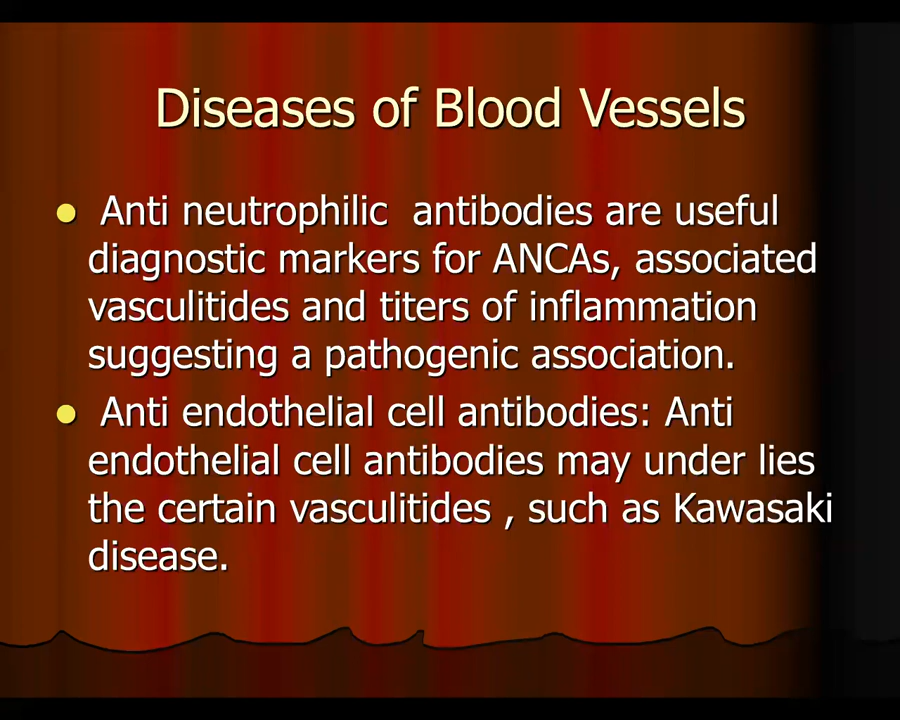 Diseases of Blood Vessels
Anti neutrophilic antibodies are useful
diagnostic markers for ANCAs, associated
vasculitides and titers of inflammation
suggesting a pathogenic association.
Anti endothelial cell antibodies: Anti
endothelial cell antibodies may under lies
the certain vasculitides , such as Kawasaki
disease.